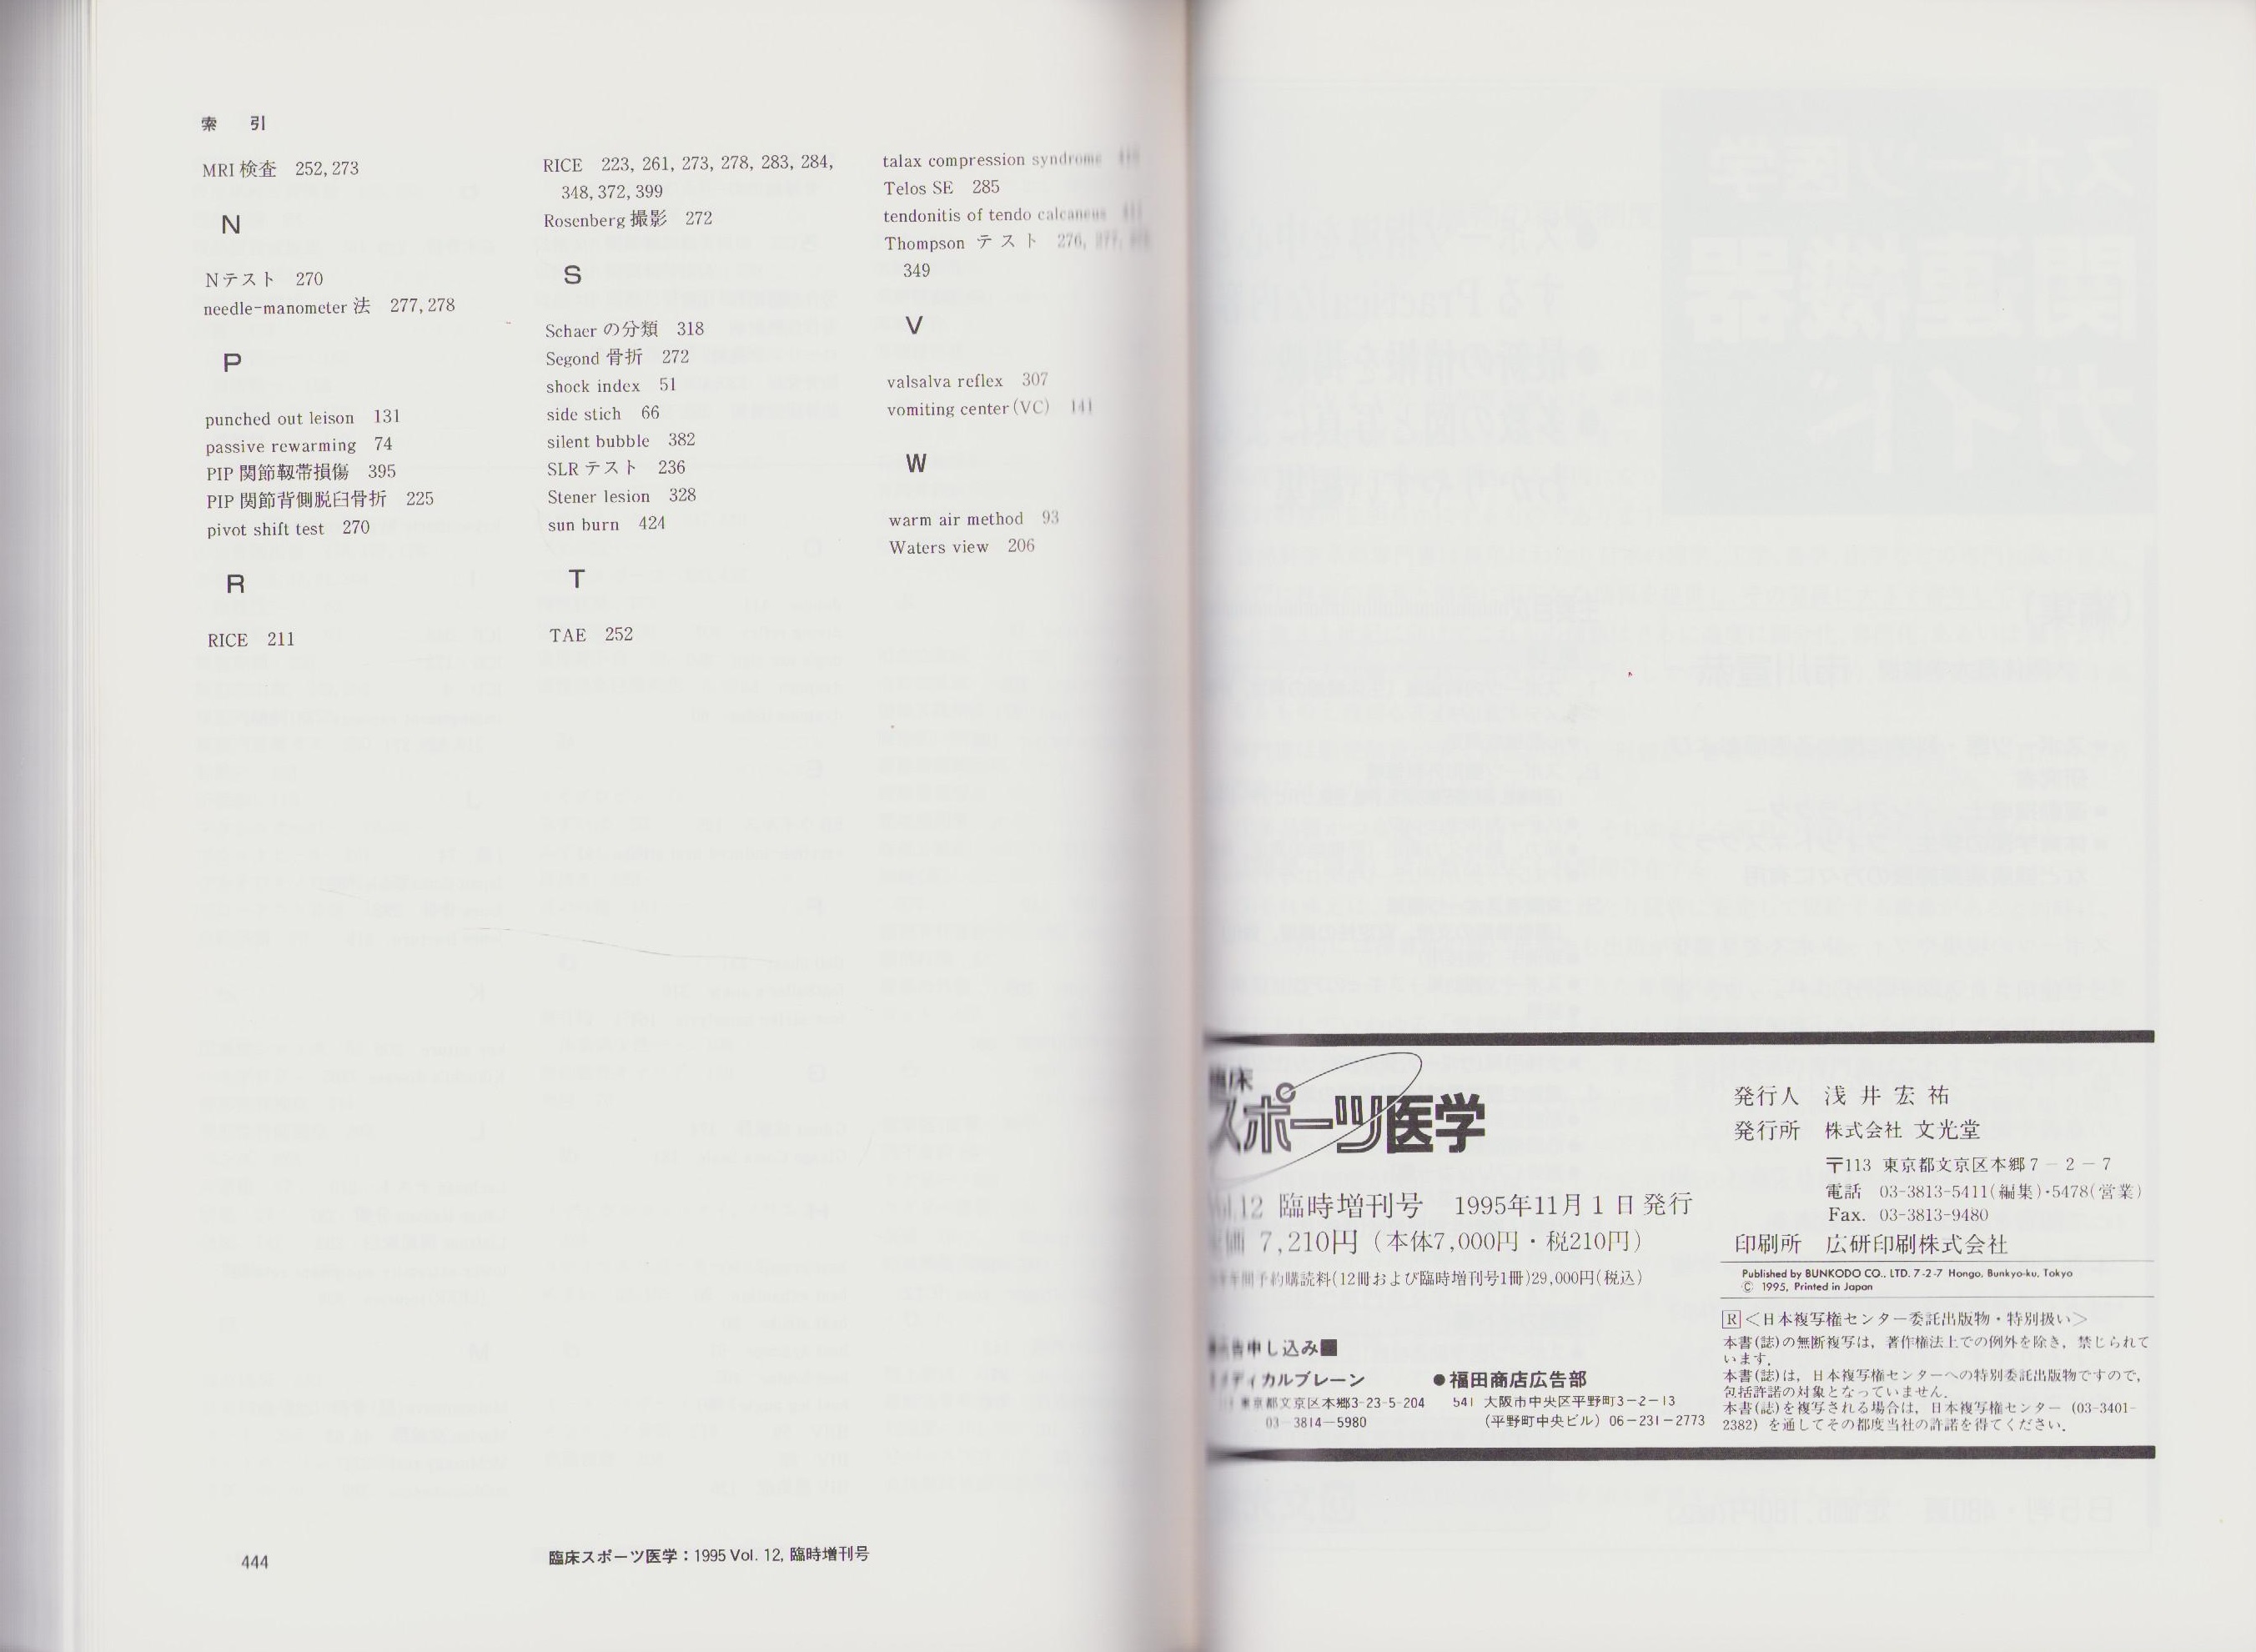 索 引
MRI 検査 252, 273
N
Nテスト 270
needle-manometer 法 277, 278
P
punched out leison 131
passive rewarming 74
PIP 関節靱帯損傷 395
PIP 関節背側脱臼骨折 225
pivot shift test 270
R
RICE 211
RICE 223, 261, 273, 278, 283, 284,
348, 372, 399
Rosenberg 撮影 272
S
Schaer の分類 318
Segond 骨折 272
shock index 51
side stich 66
silent bubble 382
SLR テスト 236
Stener lesion 328
sun burn 424
T
TAE 252
talax compression syndrome
Telos SE 285
tendonitis of tendo calcaneus
Thompson テスト 276, 277,
349
V
valsalva reflex 307
vomiting center (VC) 141
W
warm air method 93
Waters view 206
444
臨床スポーツ医学：1995 Vol. 12, 臨時増刊号
臨床
スポーツ医学
Vol.12 臨時増刊号 1995年11月1日発行
定価 7,210円（本体7,000円・税210円）
年間予約購読料(12冊および臨時増刊号1冊)29,000円(税込)
広告申し込み■
メディカルブレーン
東京都文京区本郷3-23-5-204
03-3814-5980
●福田商店広告部
541 大阪市中央区平野町3-2-13
（平野町中央ビル）06-231-2773
発行人 浅井宏祐
発行所 株式会社 文光堂
〒113 東京都文京区本郷7-2-7
電話 03-3813-5411(編集)・5478(営業)
Fax. 03-3813-9480
印刷所 広研印刷株式会社
Published by BUNKODO CO., LTD. 7-2-7 Hongo, Bunkyo-ku, Tokyo
© 1995, Printed in Japan
R＜日本複写権センター委託出版物・特別扱い＞
本書(誌)の無断複写は，著作権法上での例外を除き，禁じられて
います．
本書(誌)は，日本複写権センターへの特別委託出版物ですので，
包括許諾の対象となっていません．
本書(誌)を複写される場合は，日本複写権センター (03-3401-
2382) を通してその都度当社の許諾を得てください．